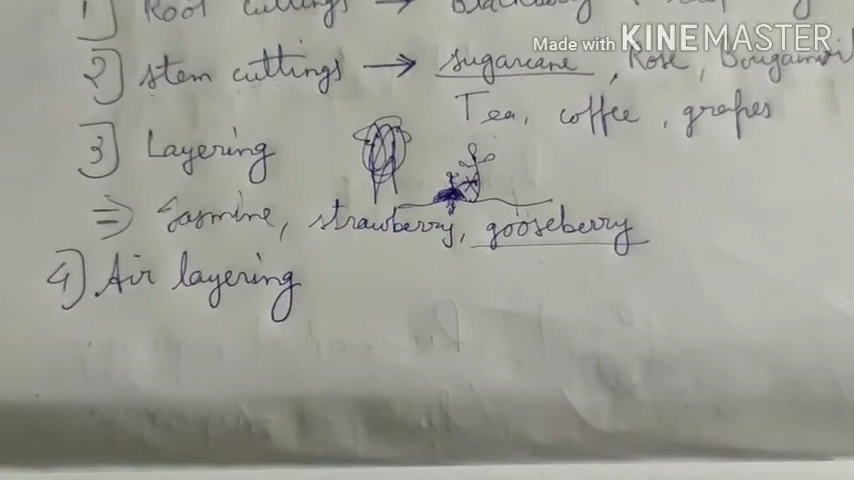 1] Root cuttings → Blackberry
Made with KINEMASTER
2] Stem cuttings → sugarcane, Rose,
Tea, coffee, grapes
3] Layering
⇒ Jasmine, strawberry, gooseberry
4] Air layering